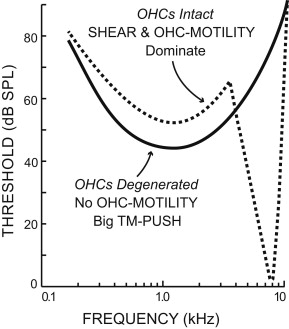 OHCs Intact
SHEAR & OHC-MOTILITY
Dominate
80
60
40
20
0
THRESHOLD (dB SPL)
OHCs Degenerated
No OHC-MOTILITY
Big TM-PUSH
0.1
1.0
10
FREQUENCY (kHz)